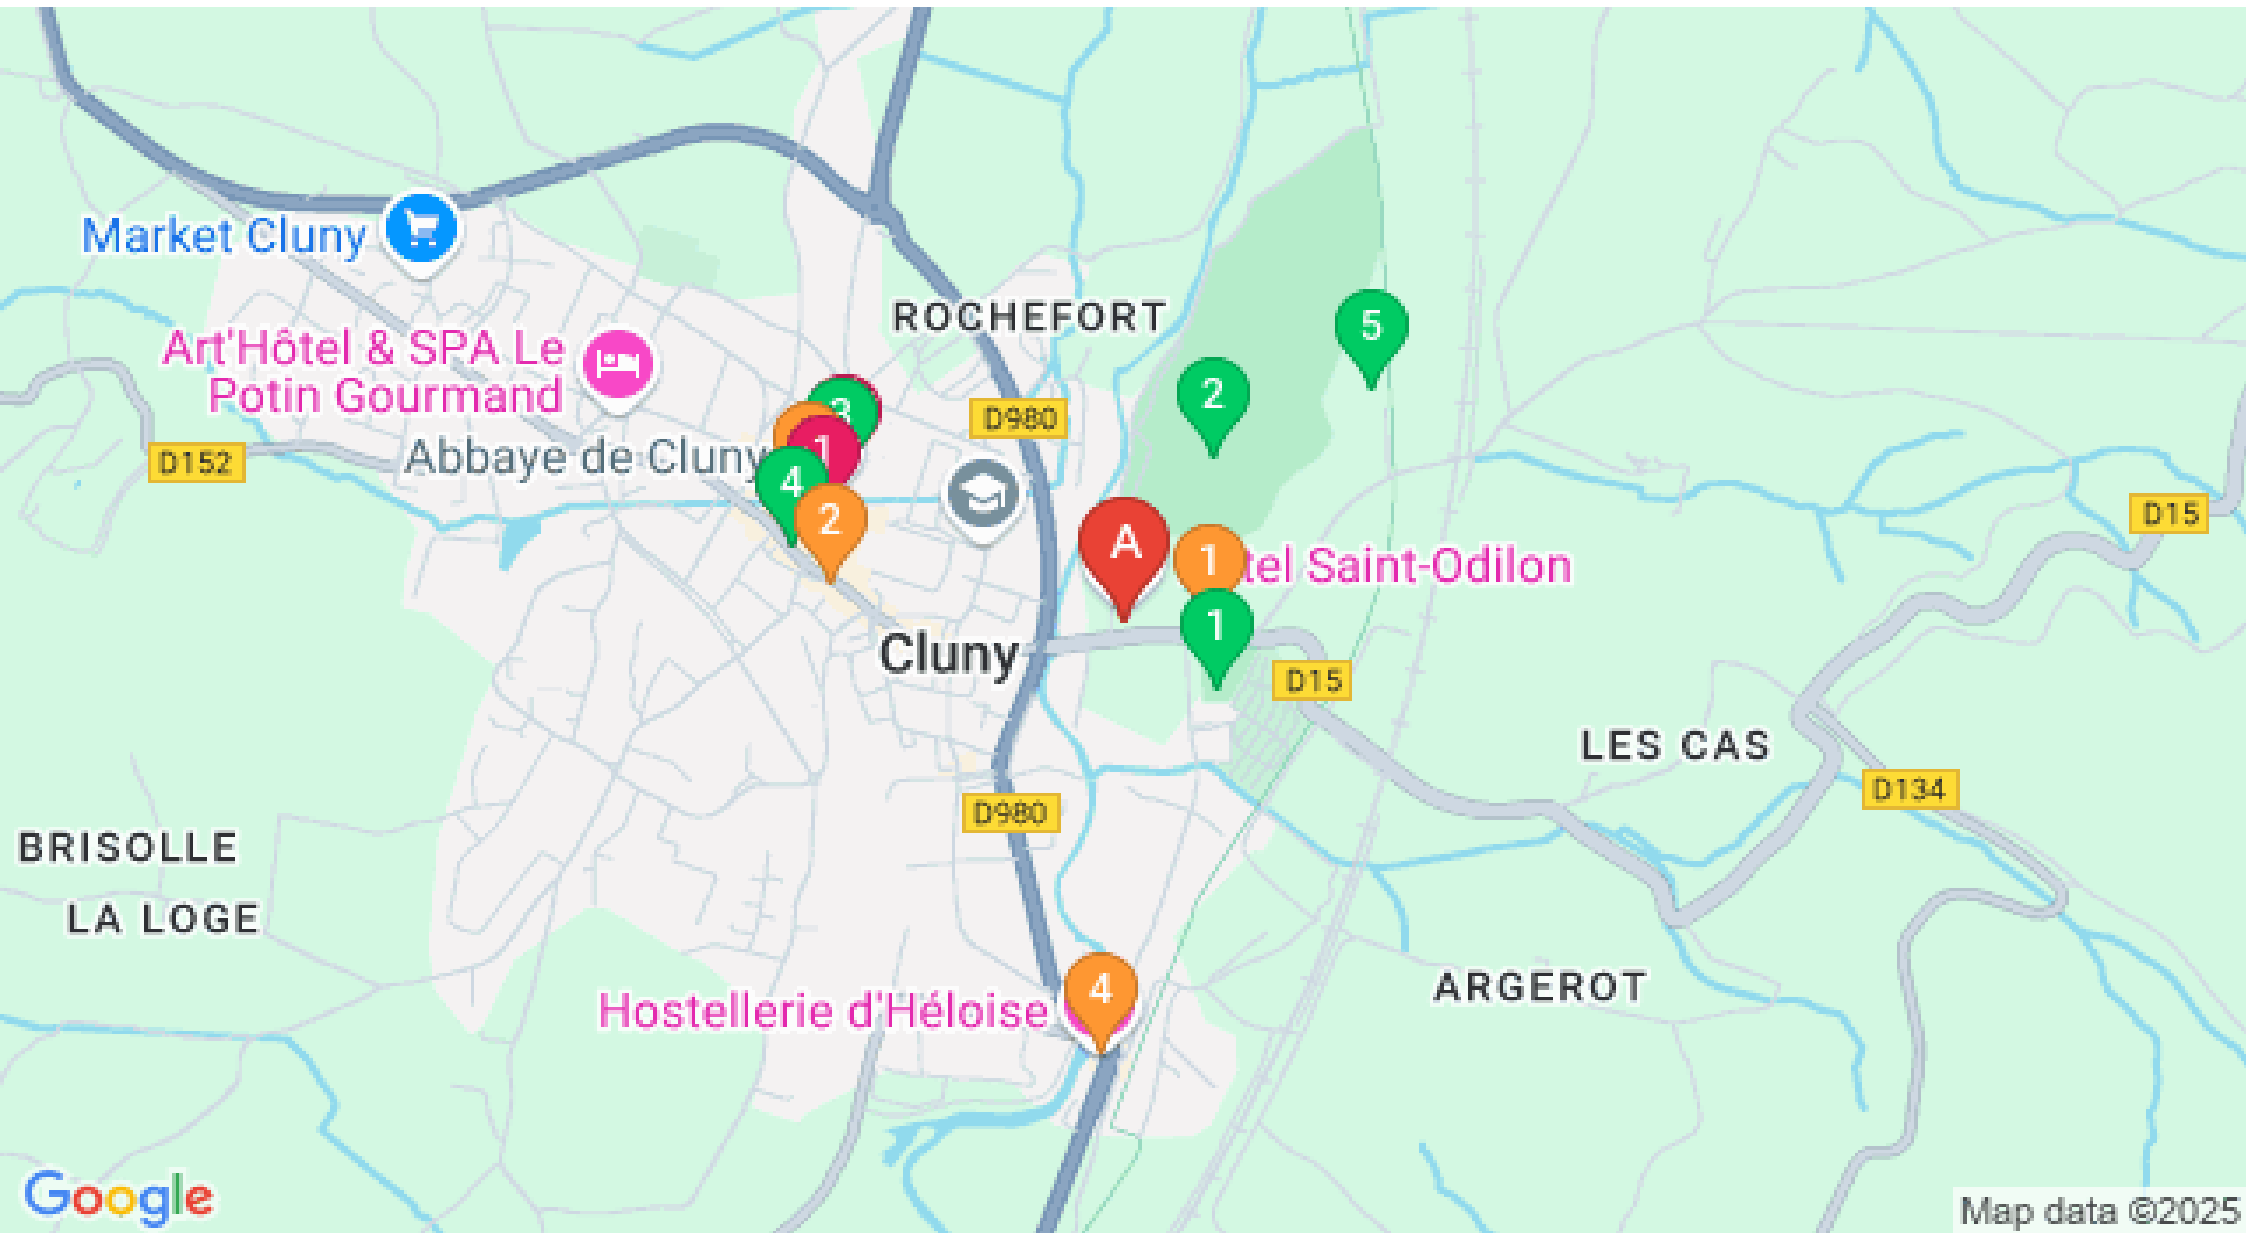 Market Cluny
ROCHEFORT
Art'Hôtel & SPA Le
Potin Gourmand
5
2
3
D980
1
Abbaye de Cluny
D152
4
2
D15
A
1
tel Saint-Odilon
1
Cluny
D15
LES CAS
D134
D980
BRISOLLE
LA LOGE
ARGEROT
4
Hostellerie d'Héloise
Google
Map data ©2025